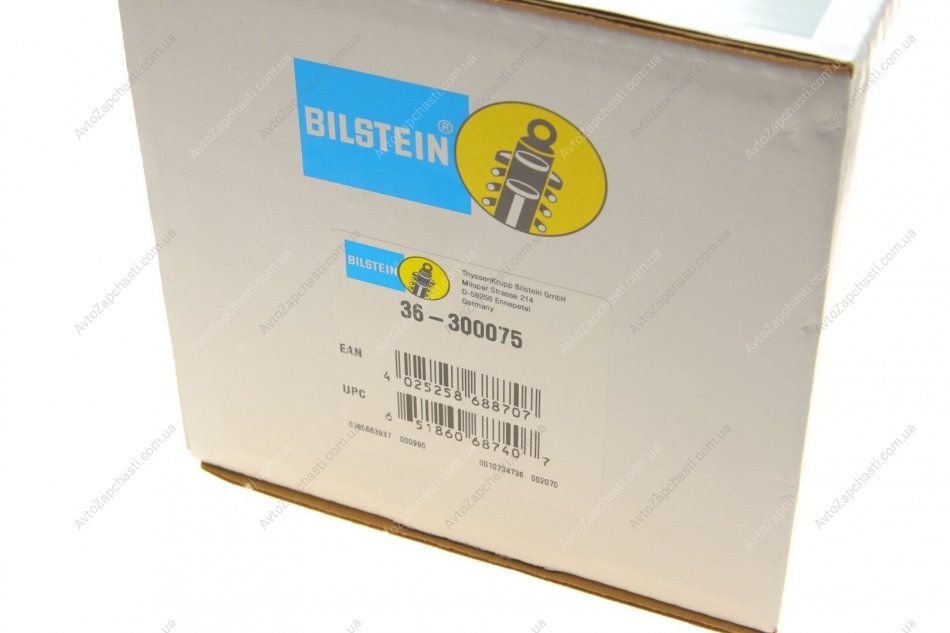 BILSTEIN®
BILSTEIN
ThyssenKrupp Bilstein GmbH
Milsper Strasse 214
D-58256 Ennepetal
Germany
36-300075
EAN
4 025258 688707
UPC
6 51860 68740 7
0385663937 000990
0010704736 002070
AvtoZapchasti.com.ua